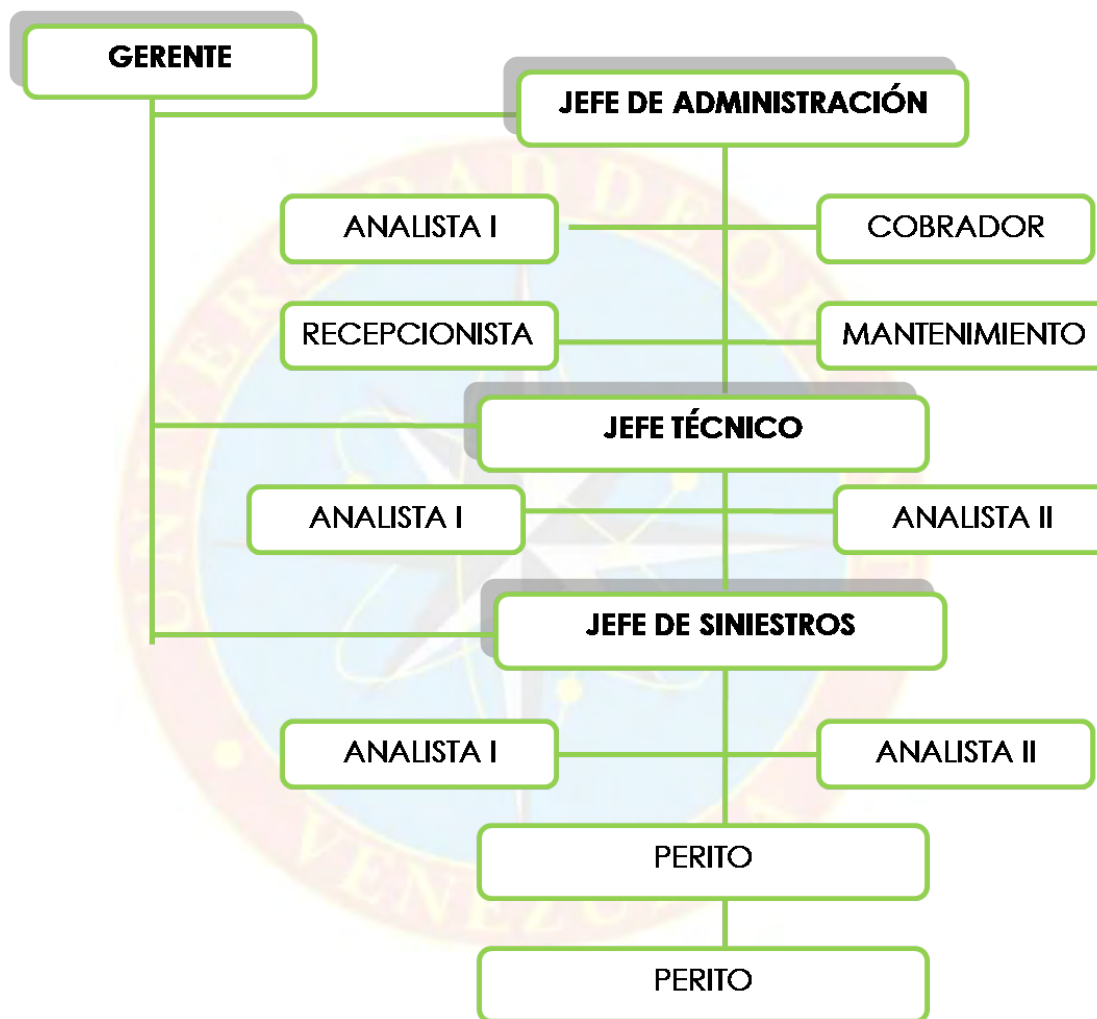 GERENTE
JEFE DE ADMINISTRACIÓN
ANALISTA I
COBRADOR
RECEPCIONISTA
MANTENIMIENTO
JEFE TÉCNICO
ANALISTA I
ANALISTA II
JEFE DE SINIESTROS
ANALISTA I
ANALISTA II
PERITO
PERITO
VENEZU